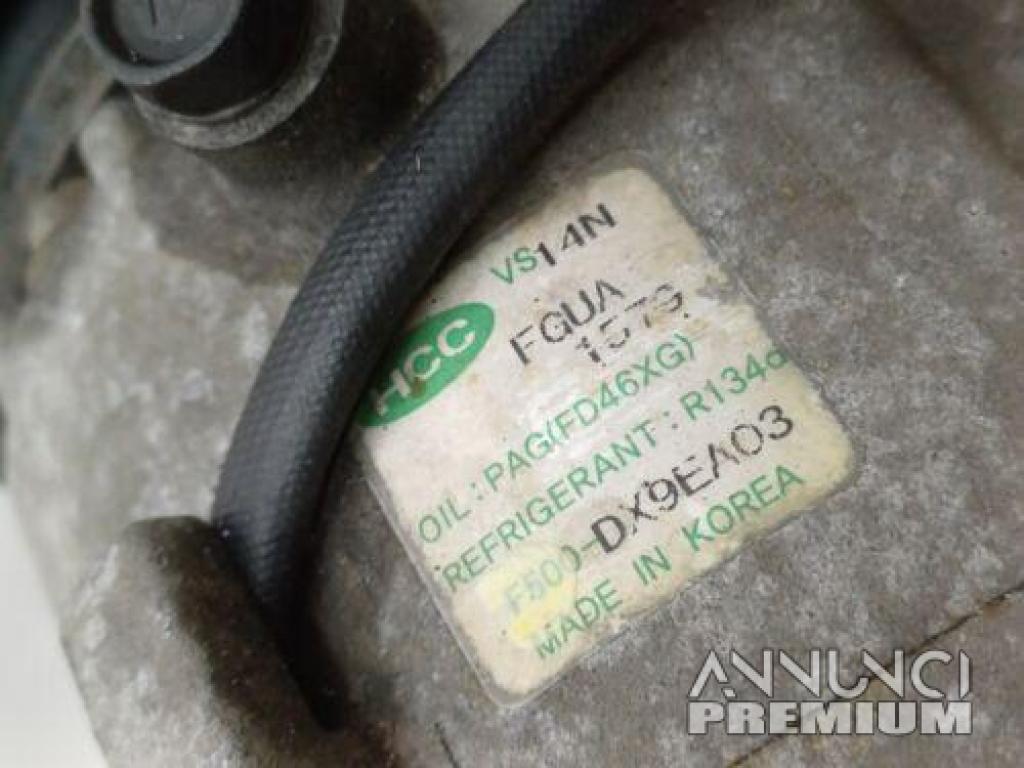 VS14N
HCC
FGUA
1579
OIL : PAG(FD46XG)
REFRIGERANT : R134a
F500-DX9EA03
MADE IN KOREA
ANNUNCI
PREMIUM